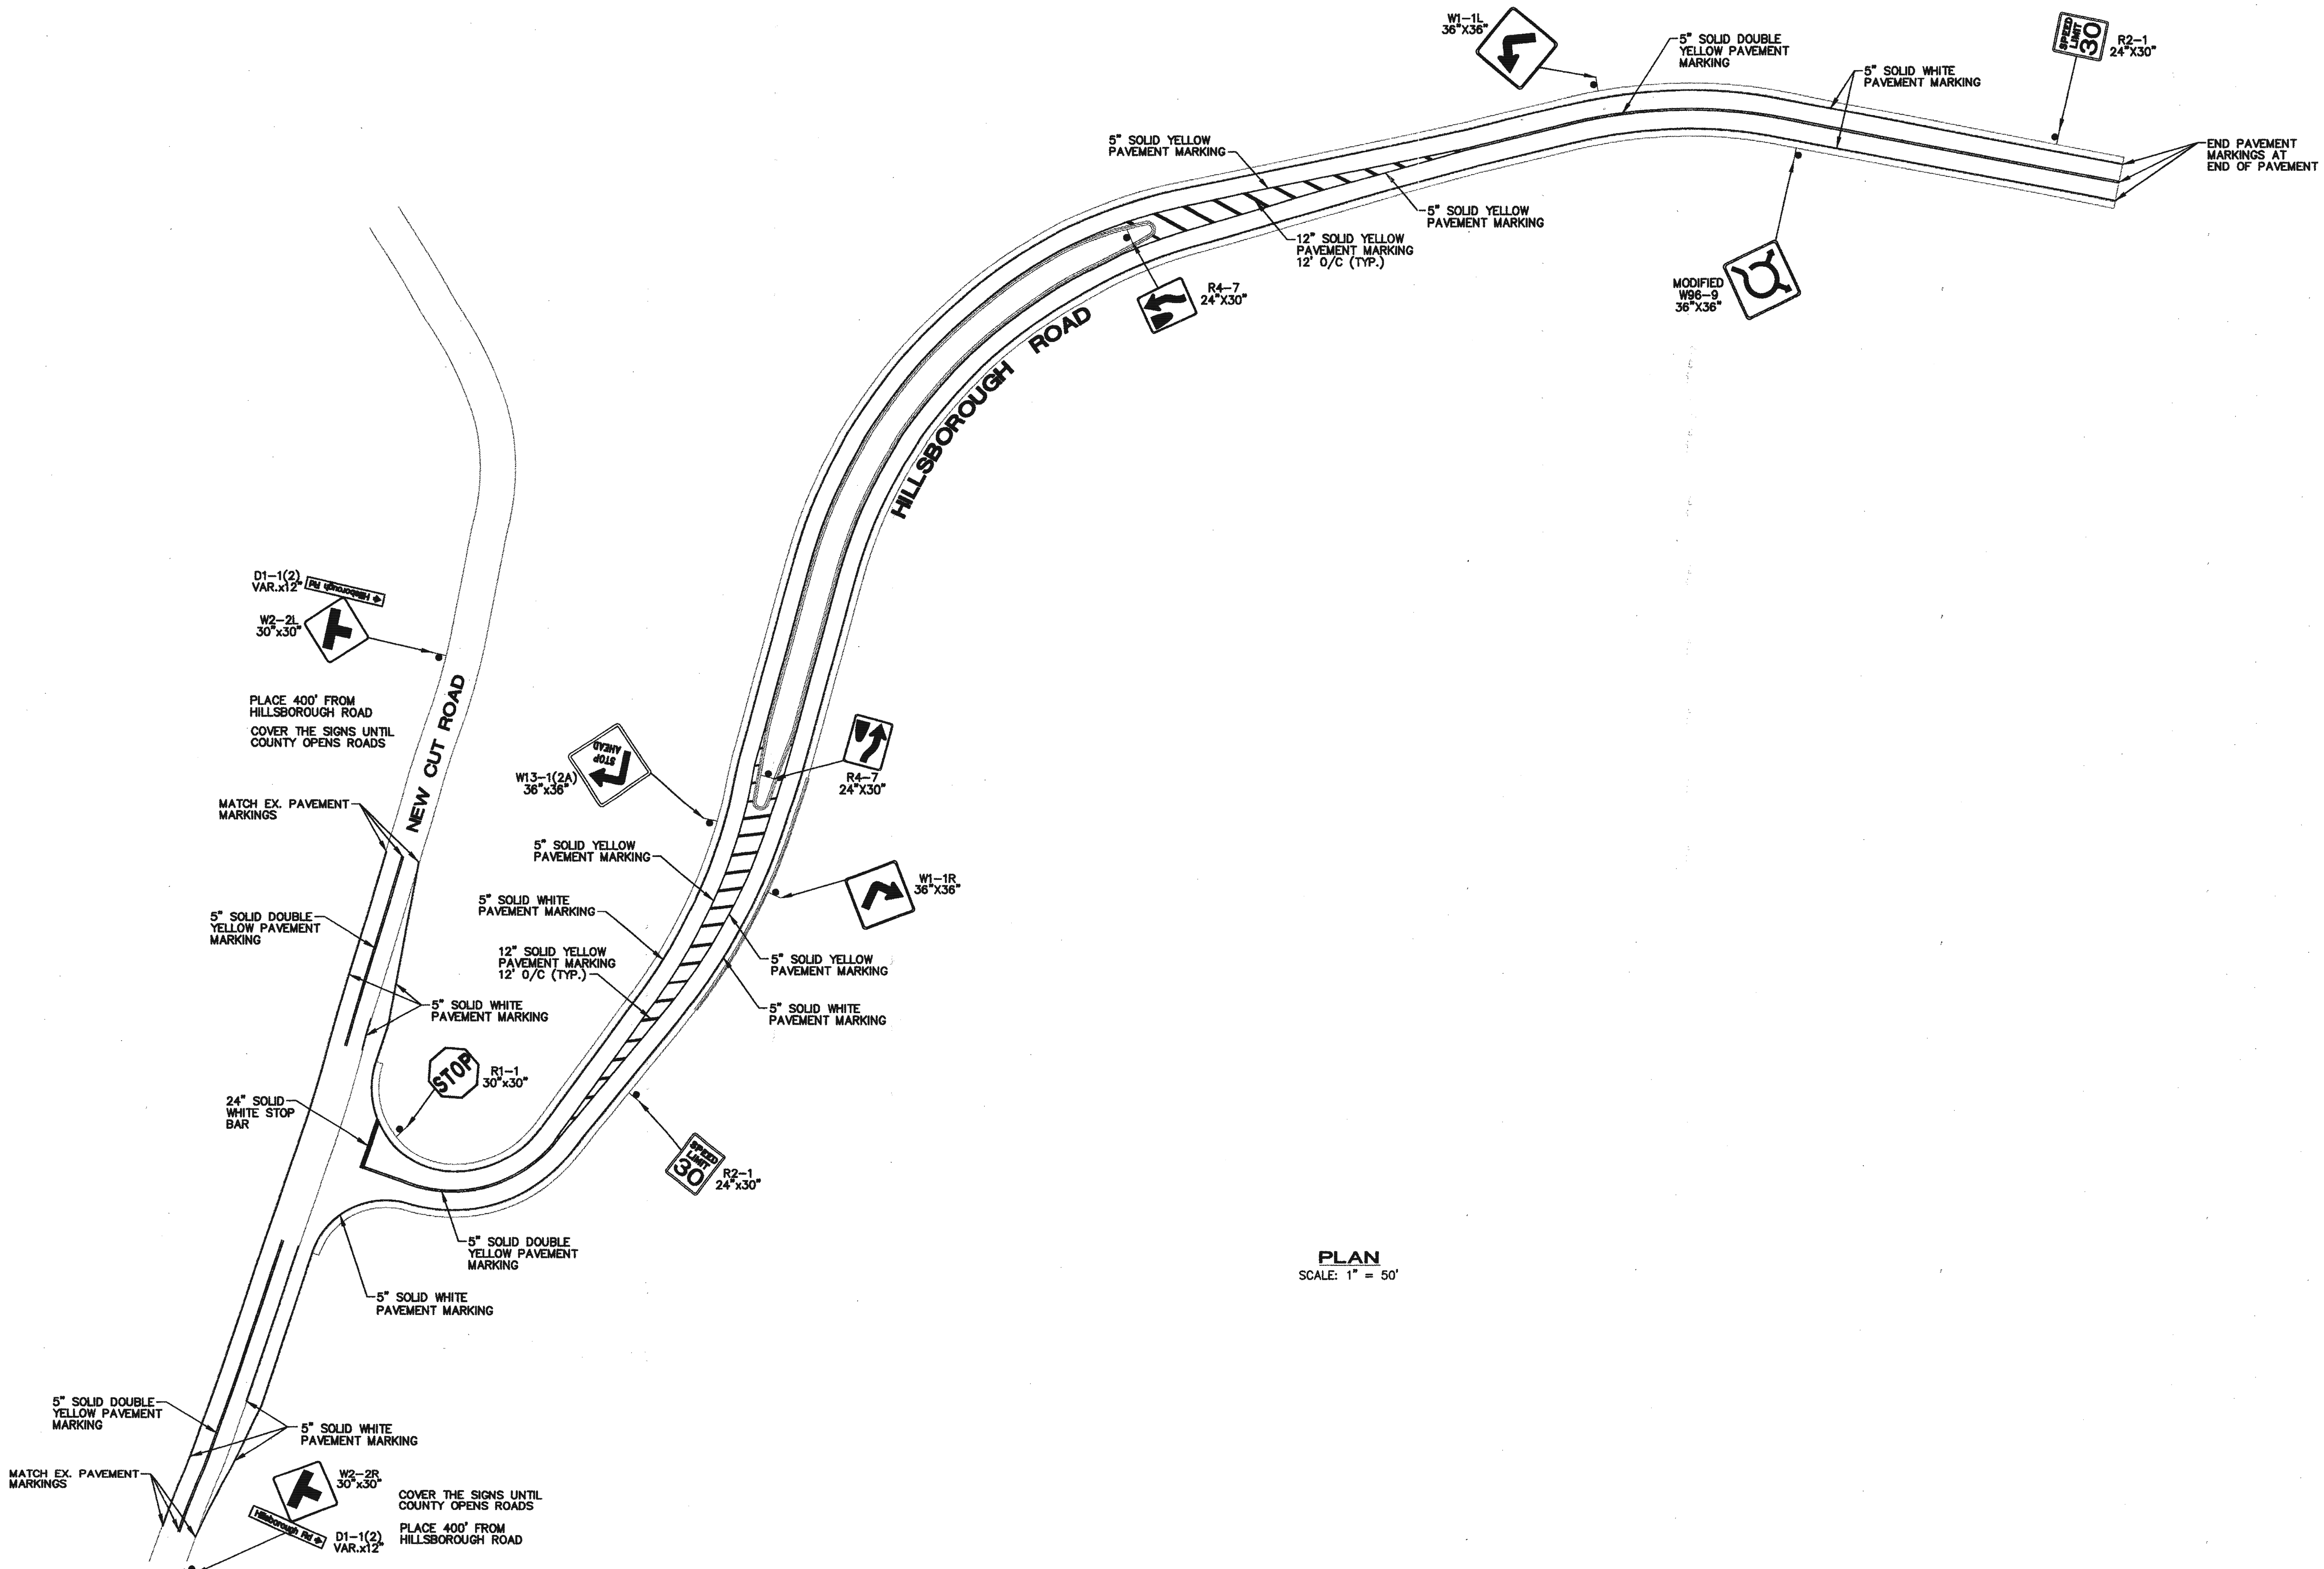 W1-1L
36"X36"
5" SOLID DOUBLE
YELLOW PAVEMENT
MARKING
5" SOLID WHITE
PAVEMENT MARKING
SPEED
LIMIT
30
R2-1
24"X30"
END PAVEMENT
MARKINGS AT
END OF PAVEMENT
5" SOLID YELLOW
PAVEMENT MARKING
5" SOLID YELLOW
PAVEMENT MARKING
12" SOLID YELLOW
PAVEMENT MARKING
12' O/C (TYP.)
R4-7
24"X30"
MODIFIED
W96-9
36"X36"
HILLSBOROUGH ROAD
D1-1(2)
VAR.x12"
Hillsborough Rd
W2-2L
30"x30"
PLACE 400' FROM
HILLSBOROUGH ROAD
COVER THE SIGNS UNTIL
COUNTY OPENS ROADS
NEW CUT ROAD
STOP
AHEAD
W13-1(2A)
36"x36"
R4-7
24"X30"
MATCH EX. PAVEMENT
MARKINGS
5" SOLID YELLOW
PAVEMENT MARKING
W1-1R
36"X36"
5" SOLID WHITE
PAVEMENT MARKING
5" SOLID DOUBLE
YELLOW PAVEMENT
MARKING
12" SOLID YELLOW
PAVEMENT MARKING
12' O/C (TYP.)
5" SOLID YELLOW
PAVEMENT MARKING
5" SOLID WHITE
PAVEMENT MARKING
5" SOLID WHITE
PAVEMENT MARKING
STOP
R1-1
30"x30"
24" SOLID
WHITE STOP
BAR
SPEED
LIMIT
30
R2-1
24"x30"
5" SOLID DOUBLE
YELLOW PAVEMENT
MARKING
5" SOLID WHITE
PAVEMENT MARKING
PLAN
SCALE: 1" = 50'
5" SOLID DOUBLE
YELLOW PAVEMENT
MARKING
5" SOLID WHITE
PAVEMENT MARKING
MATCH EX. PAVEMENT
MARKINGS
W2-2R
30"x30"
COVER THE SIGNS UNTIL
COUNTY OPENS ROADS
Hillsborough Rd
D1-1(2)
VAR.x12"
PLACE 400' FROM
HILLSBOROUGH ROAD